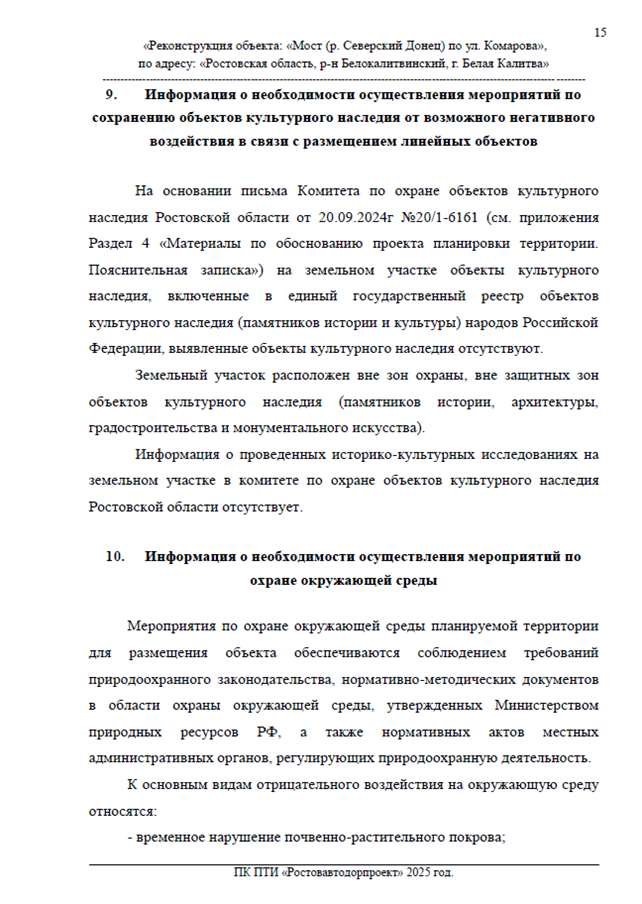 15
«Реконструкция объекта: «Мост (р. Северский Донец) по ул. Комарова»,
по адресу: «Ростовская область, р-н Белокалитвинский, г. Белая Калитва»
9. Информация о необходимости осуществления мероприятий по
сохранению объектов культурного наследия от возможного негативного
воздействия в связи с размещением линейных объектов
На основании письма Комитета по охране объектов культурного
наследия Ростовской области от 20.09.2024г №20/1-6161 (см. приложения
Раздел 4 «Материалы по обоснованию проекта планировки территории.
Пояснительная записка») на земельном участке объекты культурного
наследия, включенные в единый государственный реестр объектов
культурного наследия (памятников истории и культуры) народов Российской
Федерации, выявленные объекты культурного наследия отсутствуют.
Земельный участок расположен вне зон охраны, вне защитных зон
объектов культурного наследия (памятников истории, архитектуры,
градостроительства и монументального искусства).
Информация о проведенных историко-культурных исследованиях на
земельном участке в комитете по охране объектов культурного наследия
Ростовской области отсутствует.
10. Информация о необходимости осуществления мероприятий по
охране окружающей среды
Мероприятия по охране окружающей среды планируемой территории
для размещения объекта обеспечиваются соблюдением требований
природоохранного законодательства, нормативно-методических документов
в области охраны окружающей среды, утвержденных Министерством
природных ресурсов РФ, а также нормативных актов местных
административных органов, регулирующих природоохранную деятельность.
К основным видам отрицательного воздействия на окружающую среду
относятся:
- временное нарушение почвенно-растительного покрова;
ПК ПТИ «Ростовавтодорпроект» 2025 год.